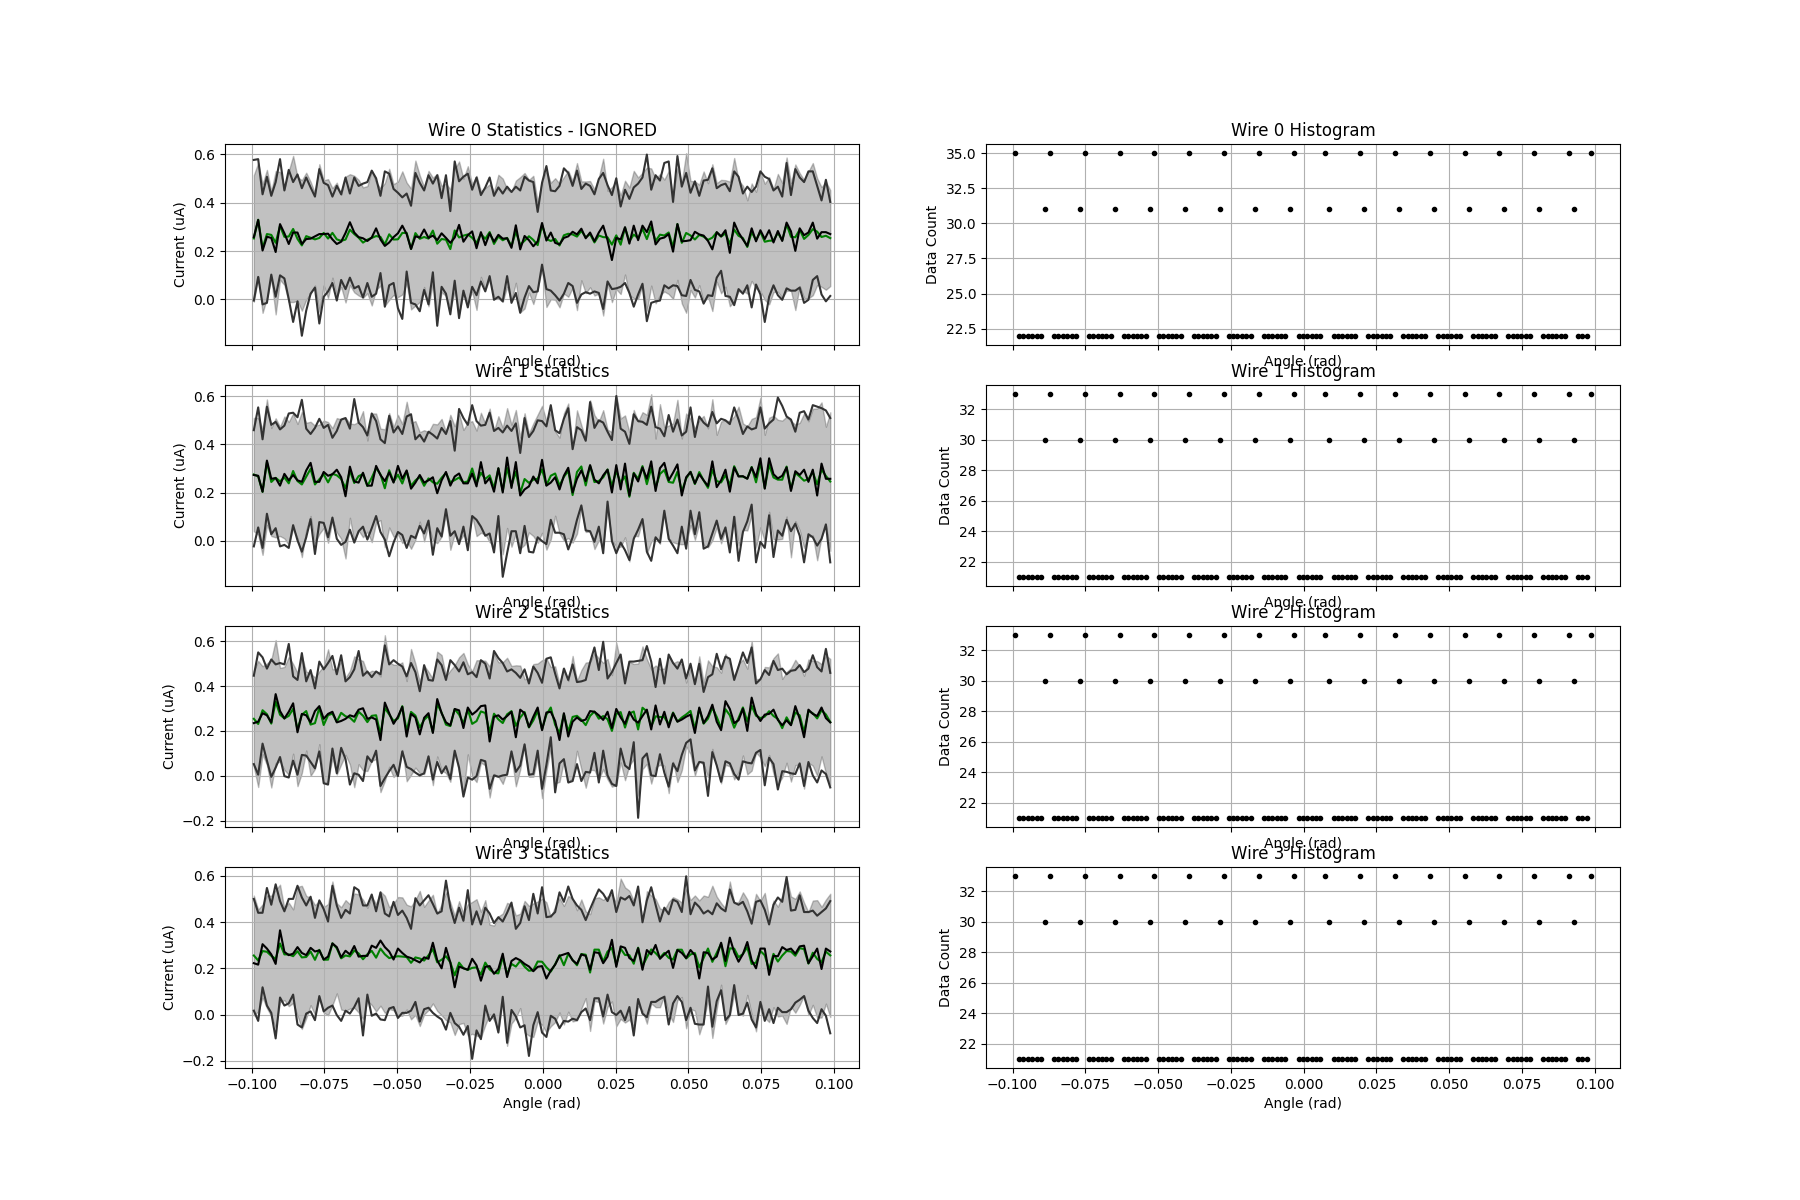 Wire 0 Statistics - IGNORED
Current (uA)
0.6
0.4
0.2
0.0
Angle (rad)
Wire 0 Histogram
Data Count
35.0
32.5
30.0
27.5
25.0
22.5
Angle (rad)
Wire 1 Statistics
Current (uA)
0.6
0.4
0.2
0.0
Angle (rad)
Wire 1 Histogram
Data Count
32
30
28
26
24
22
Angle (rad)
Wire 2 Statistics
Current (uA)
0.6
0.4
0.2
0.0
−0.2
Angle (rad)
Wire 2 Histogram
Data Count
32
30
28
26
24
22
Angle (rad)
Wire 3 Statistics
Current (uA)
0.6
0.4
0.2
0.0
−0.2
−0.100 −0.075 −0.050 −0.025 0.000 0.025 0.050 0.075 0.100
Angle (rad)
Wire 3 Histogram
Data Count
32
30
28
26
24
22
−0.100 −0.075 −0.050 −0.025 0.000 0.025 0.050 0.075 0.100
Angle (rad)